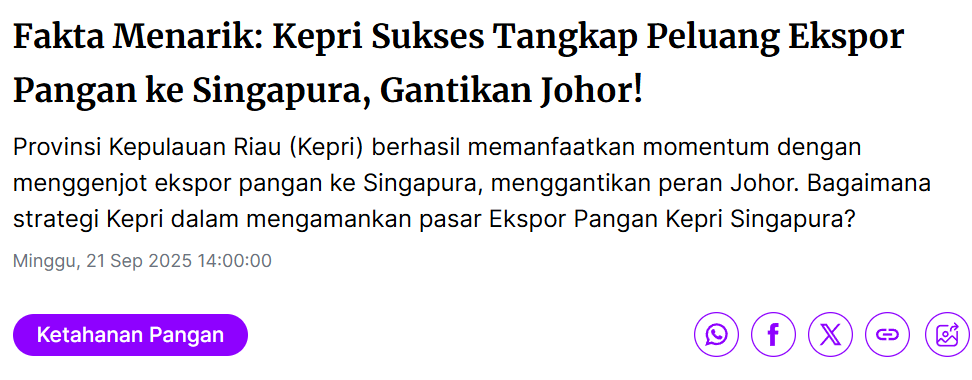 Fakta Menarik: Kepri Sukses Tangkap Peluang Ekspor
Pangan ke Singapura, Gantikan Johor!
Provinsi Kepulauan Riau (Kepri) berhasil memanfaatkan momentum dengan
menggenjot ekspor pangan ke Singapura, menggantikan peran Johor. Bagaimana
strategi Kepri dalam mengamankan pasar Ekspor Pangan Kepri Singapura?
Minggu, 21 Sep 2025 14:00:00
Ketahanan Pangan